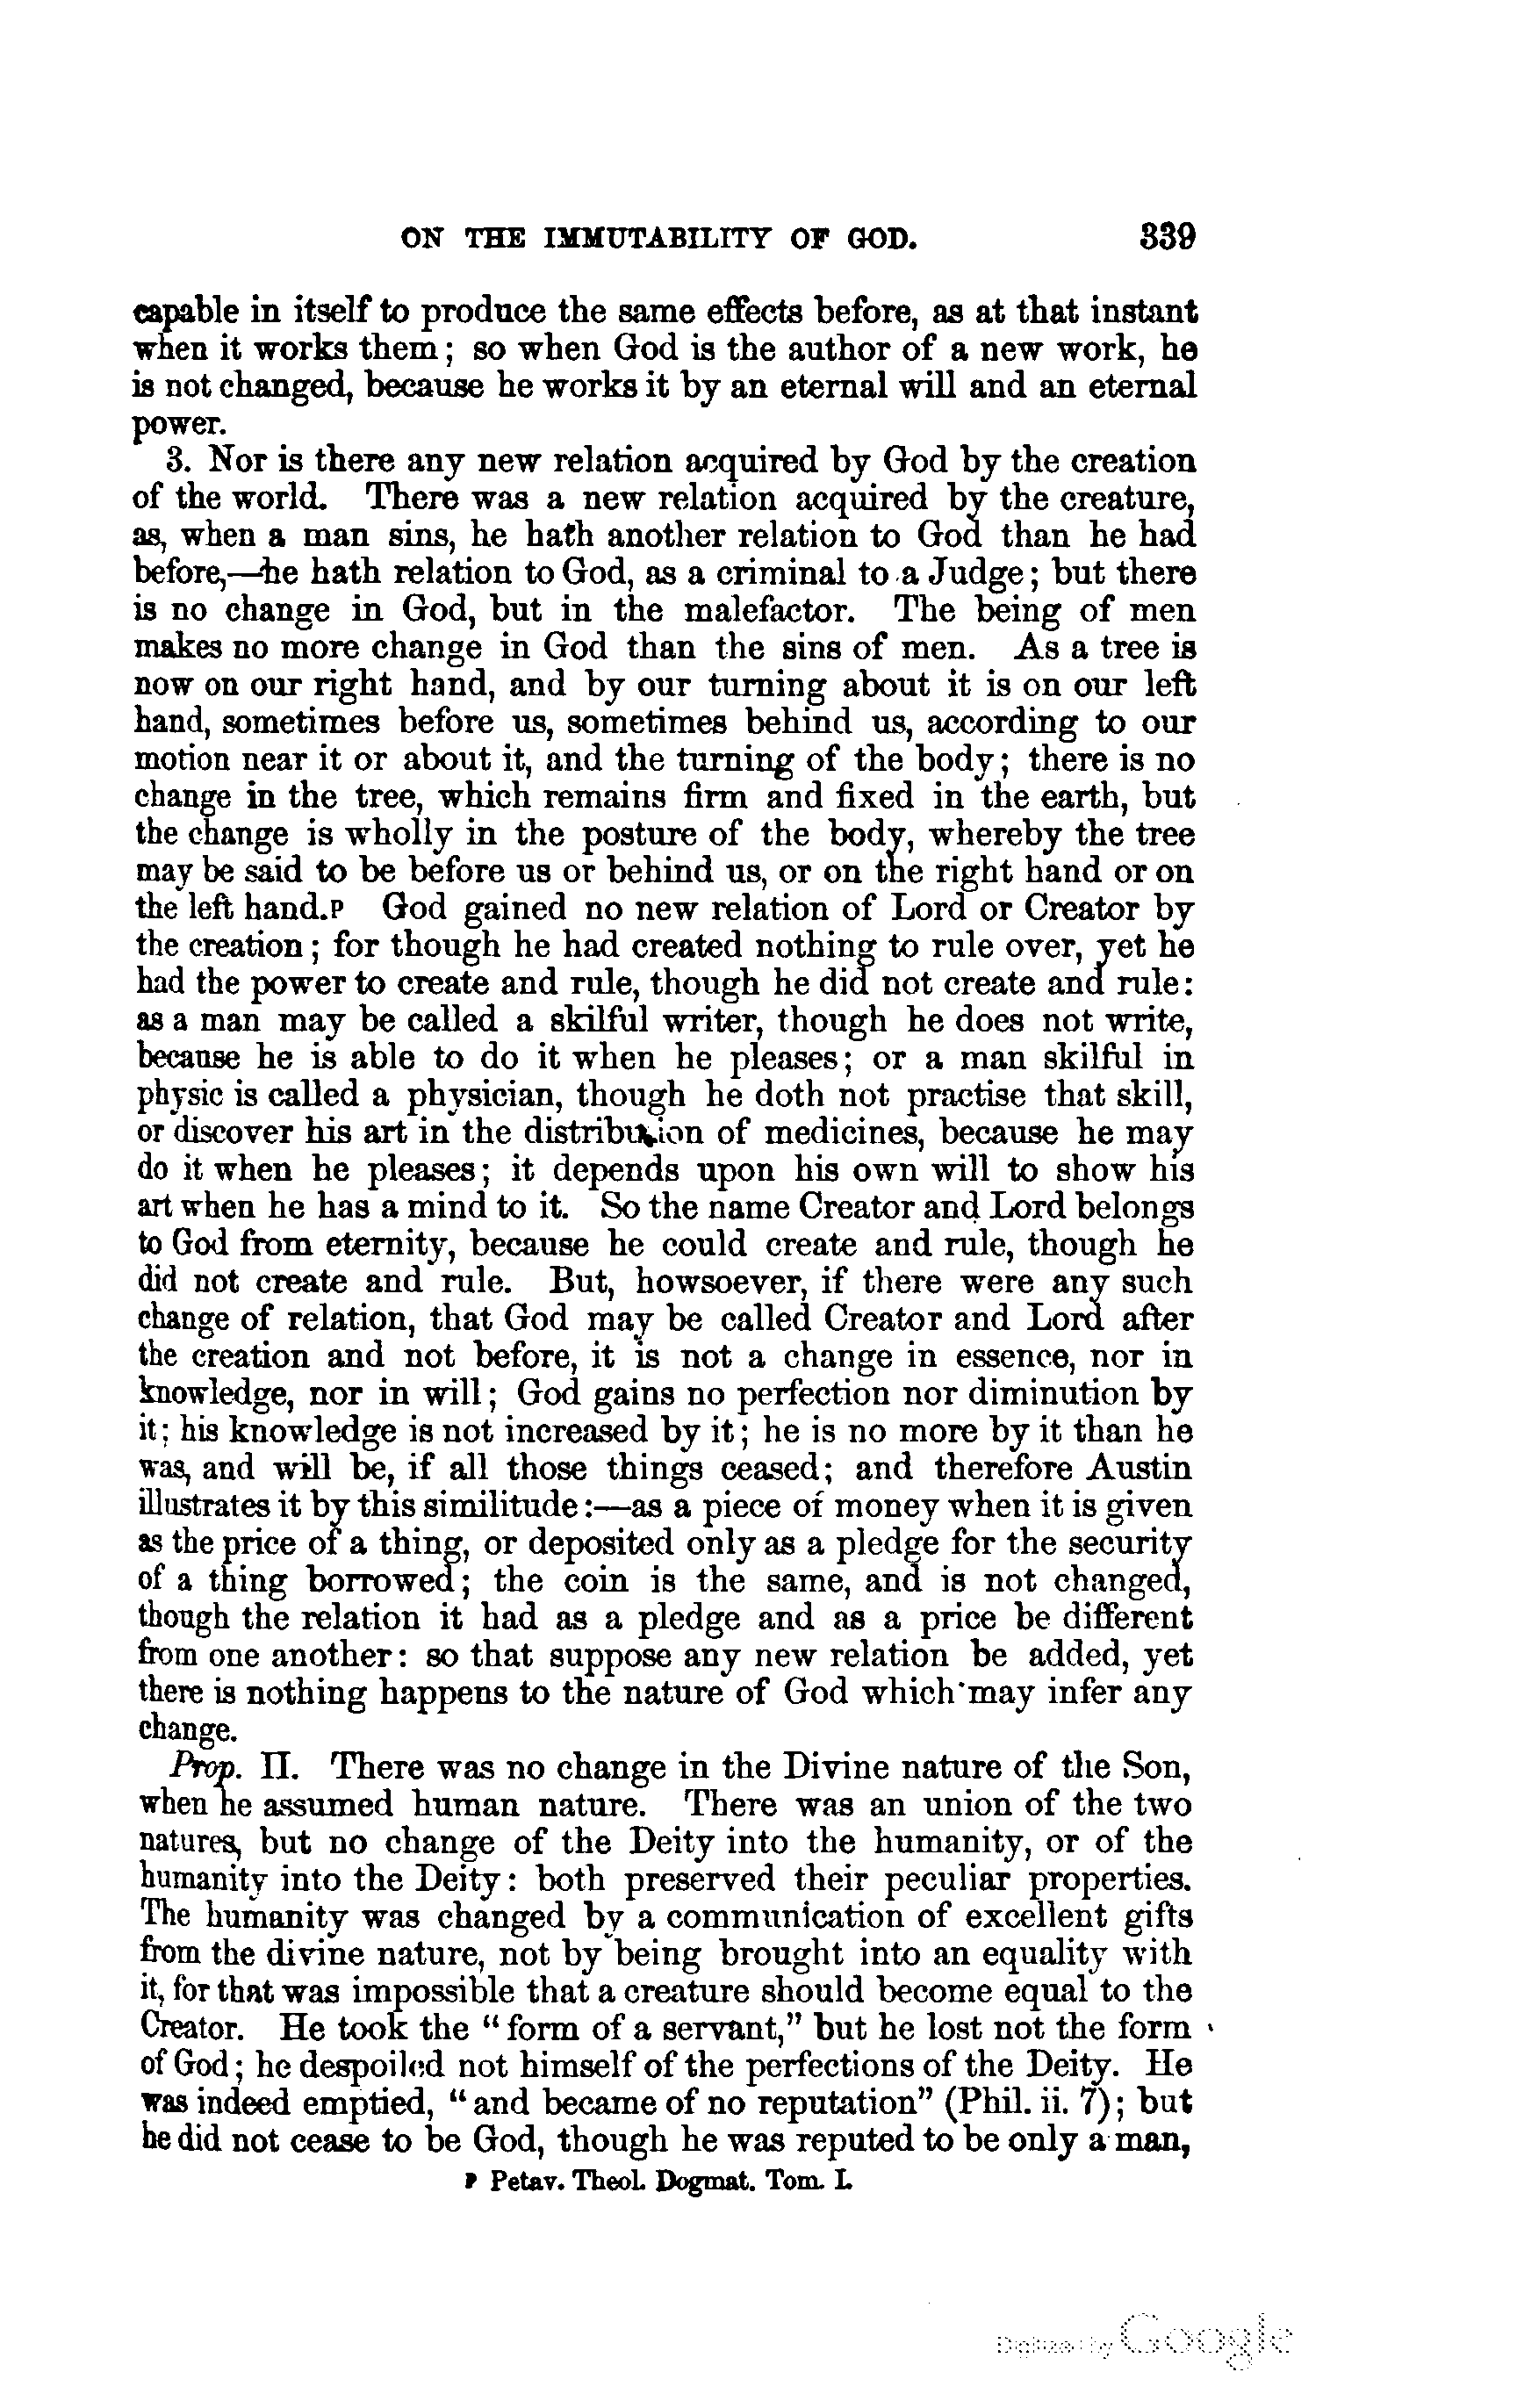 ON THE IMMUTABILITY OF GOD. 339
capable in itself to produce the same effects before, as at that instant
when it works them; so when God is the author of a new work, he
is not changed, because he works it by an eternal will and an eternal
power.
3. Nor is there any new relation acquired by God by the creation
of the world. There was a new relation acquired by the creature,
as, when a man sins, he hath another relation to God than he had
before,—he hath relation to God, as a criminal to a Judge; but there
is no change in God, but in the malefactor. The being of men
makes no more change in God than the sins of men. As a tree is
now on our right hand, and by our turning about it is on our left
hand, sometimes before us, sometimes behind us, according to our
motion near it or about it, and the turning of the body; there is no
change in the tree, which remains firm and fixed in the earth, but
the change is wholly in the posture of the body, whereby the tree
may be said to be before us or behind us, or on the right hand or on
the left hand.p God gained no new relation of Lord or Creator by
the creation; for though he had created nothing to rule over, yet he
had the power to create and rule, though he did not create and rule:
as a man may be called a skilful writer, though he does not write,
because he is able to do it when he pleases; or a man skilful in
physic is called a physician, though he doth not practise that skill,
or discover his art in the distribution of medicines, because he may
do it when he pleases; it depends upon his own will to show his
art when he has a mind to it. So the name Creator and Lord belongs
to God from eternity, because he could create and rule, though he
did not create and rule. But, howsoever, if there were any such
change of relation, that God may be called Creator and Lord after
the creation and not before, it is not a change in essence, nor in
knowledge, nor in will; God gains no perfection nor diminution by
it; his knowledge is not increased by it; he is no more by it than he
was, and will be, if all those things ceased; and therefore Austin
illustrates it by this similitude:—as a piece of money when it is given
as the price of a thing, or deposited only as a pledge for the security
of a thing borrowed; the coin is the same, and is not changed,
though the relation it had as a pledge and as a price be different
from one another: so that suppose any new relation be added, yet
there is nothing happens to the nature of God which may infer any
change.
Prop. II. There was no change in the Divine nature of the Son,
when he assumed human nature. There was an union of the two
natures, but no change of the Deity into the humanity, or of the
humanity into the Deity: both preserved their peculiar properties.
The humanity was changed by a communication of excellent gifts
from the divine nature, not by being brought into an equality with
it, for that was impossible that a creature should become equal to the
Creator. He took the "form of a servant," but he lost not the form
of God; he despoiled not himself of the perfections of the Deity. He
was indeed emptied, "and became of no reputation" (Phil. ii. 7); but
he did not cease to be God, though he was reputed to be only a man,
p Petav. Theol. Dogmat. Tom. I.
Digitized by Google